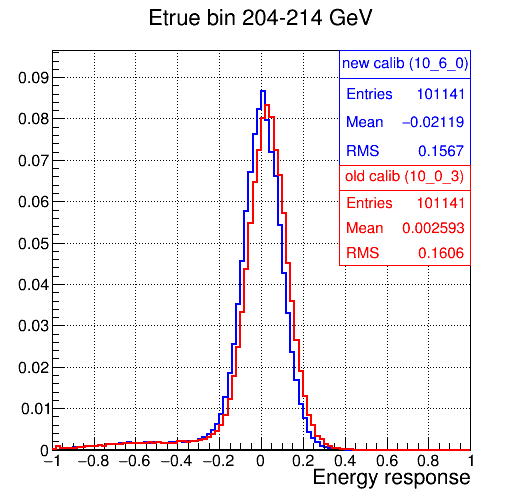 Etrue bin 204-214 GeV
new calib (10_6_0)
Entries 101141
Mean −0.02119
RMS 0.1567
old calib (10_0_3)
Entries 101141
Mean 0.002593
RMS 0.1606
0.09
0.08
0.07
0.06
0.05
0.04
0.03
0.02
0.01
0
−1 −0.8 −0.6 −0.4 −0.2 0 0.2 0.4 0.6 0.8 1
Energy response